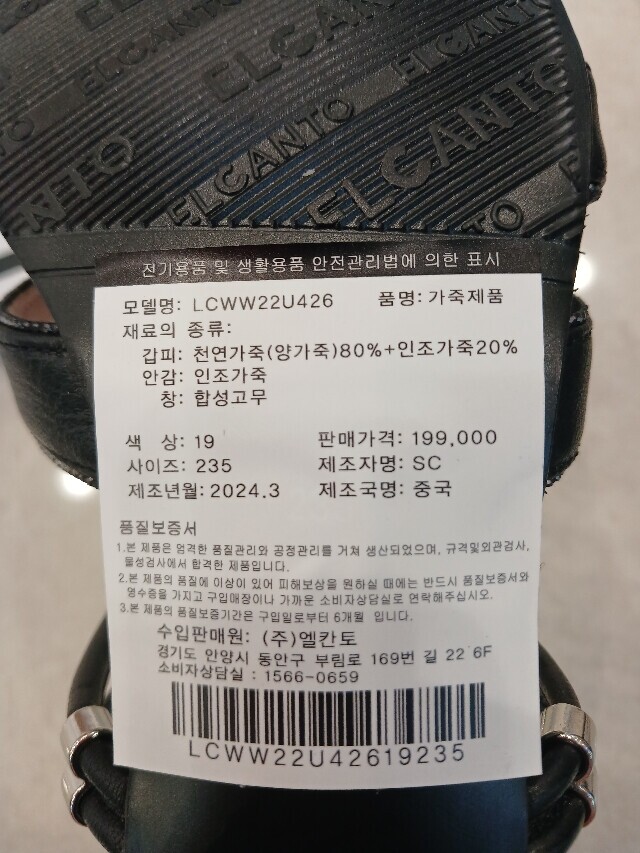 ELCANTO ELCANTO
ELCANTO ELCANTO
ELCANTO ELCANTO
전기용품 및 생활용품 안전관리법에 의한 표시
모델명: LCWW22U426 품명: 가죽제품
재료의 종류:
갑피: 천연가죽(양가죽)80%+인조가죽20%
안감: 인조가죽
창: 합성고무
색 상: 19 판매가격: 199,000
사이즈: 235 제조자명: SC
제조년월: 2024.3 제조국명: 중국
품질보증서
1.본 제품은 엄격한 품질관리와 공정관리를 거쳐 생산되었으며, 규격및외관검사,
물성검사에서 합격한 제품입니다.
2.본 제품의 품질에 이상이 있어 피해보상을 원하실 때에는 반드시 품질보증서와
영수증을 가지고 구입매장이나 가까운 소비자상담실로 연락해주십시오.
3.본 제품의 품질보증기간은 구입일로부터 6개월 입니다.
수입판매원: (주)엘칸토
경기도 안양시 동안구 부림로 169번 길 22 6F
소비자상담실 : 1566-0659
LCWW22U42619235